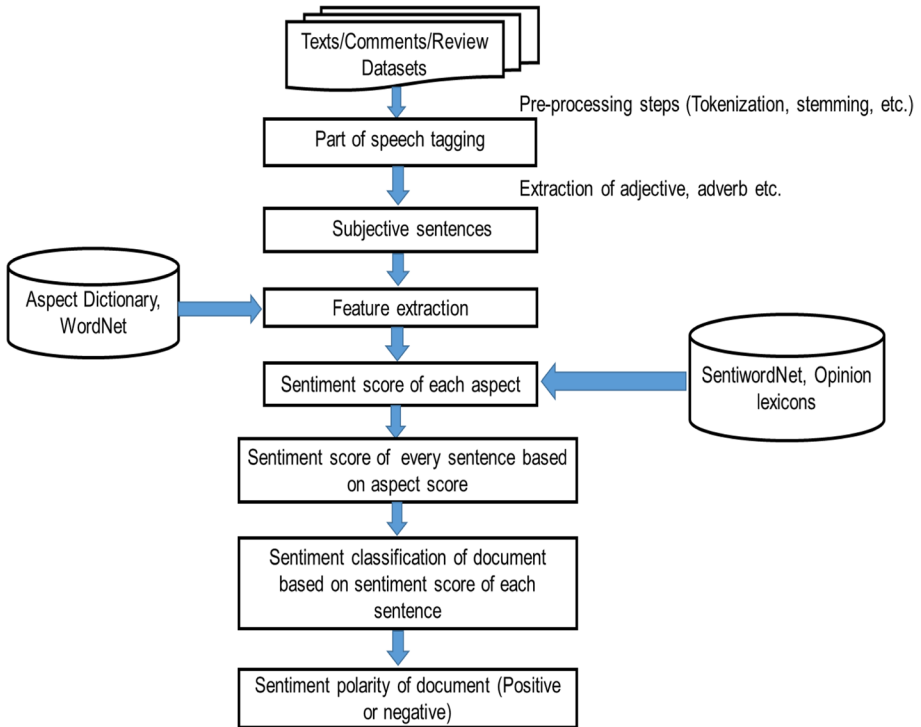 Texts/Comments/Review
Datasets
Pre-processing steps (Tokenization, stemming, etc.)
Part of speech tagging
Extraction of adjective, adverb etc.
Subjective sentences
Aspect Dictionary,
WordNet
Feature extraction
Sentiment score of each aspect
SentiwordNet, Opinion
lexicons
Sentiment score of every sentence based
on aspect score
Sentiment classification of document
based on sentiment score of each
sentence
Sentiment polarity of document (Positive
or negative)